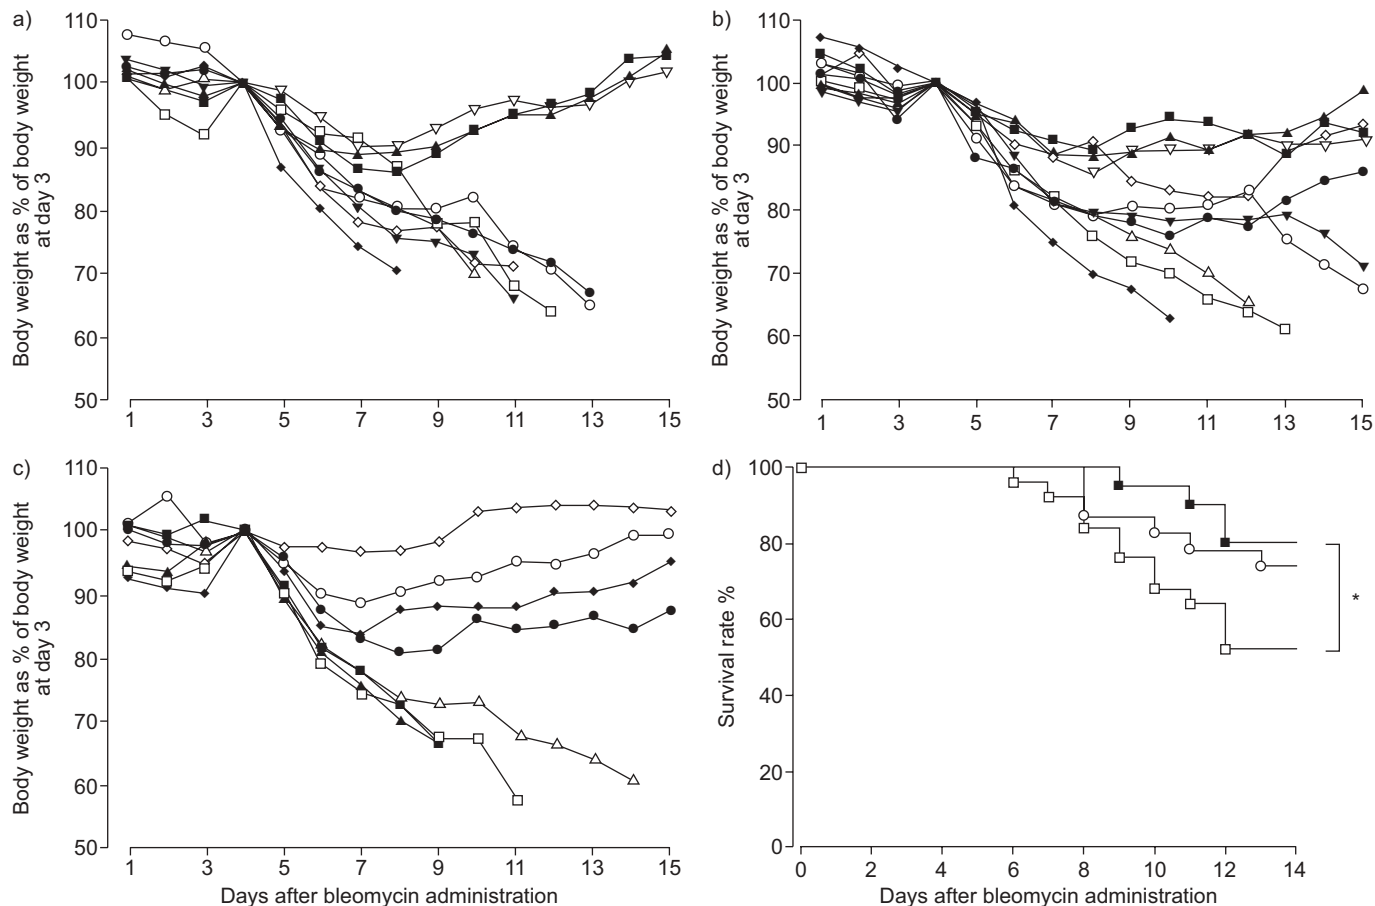 a)
110
100
90
80
70
60
50
Body weight as % of body weight
at day 3
1 3 5 7 9 11 13 15
b)
110
100
90
80
70
60
50
Body weight as % of body weight
at day 3
1 3 5 7 9 11 13 15
c)
110
100
90
80
70
60
50
Body weight as % of body weight
at day 3
1 3 5 7 9 11 13 15
Days after bleomycin administration
d)
100
80
60
40
20
0
Survival rate %
*
0 2 4 6 8 10 12 14
Days after bleomycin administration